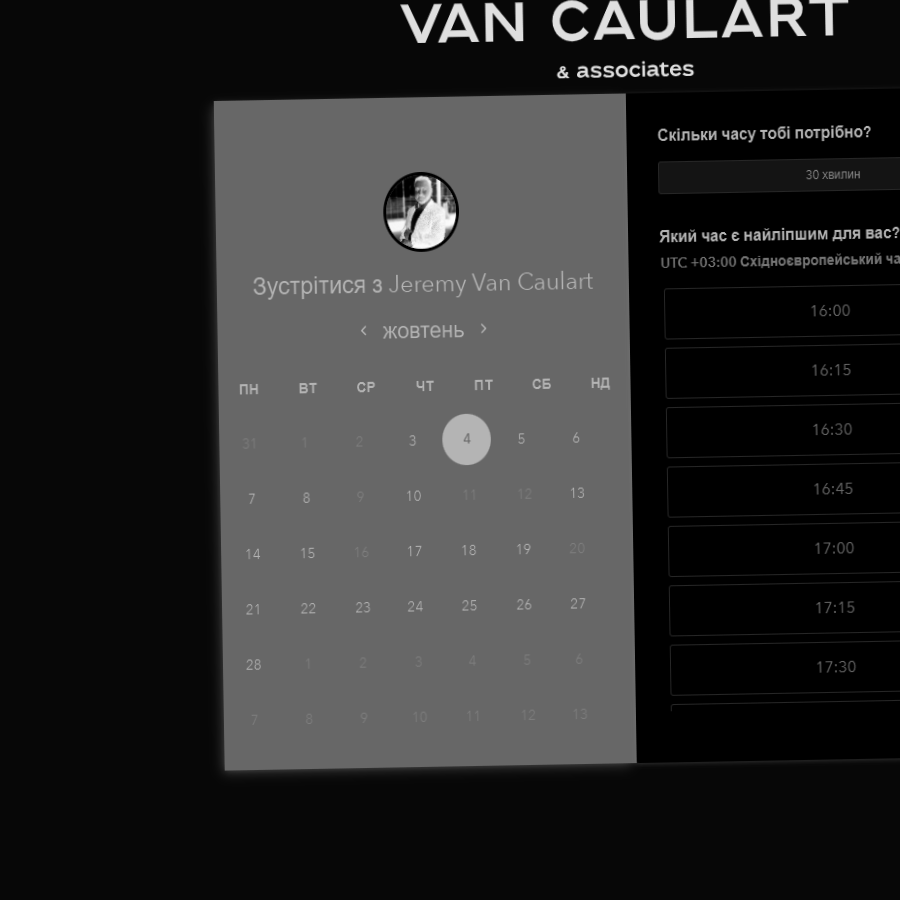 VAN CAULART
& associates
Зустрітися з Jeremy Van Caulart
‹ жовтень ›
ПН ВТ СР ЧТ ПТ СБ НД
31 1 2 3 4 5 6
7 8 9 10 11 12 13
14 15 16 17 18 19 20
21 22 23 24 25 26 27
28 1 2 3 4 5 6
7 8 9 10 11 12 13
Скільки часу тобі потрібно?
30 хвилин
Який час є найліпшим для вас?
UTC +03:00 Східноєвропейський
16:00
16:15
16:30
16:45
17:00
17:15
17:30